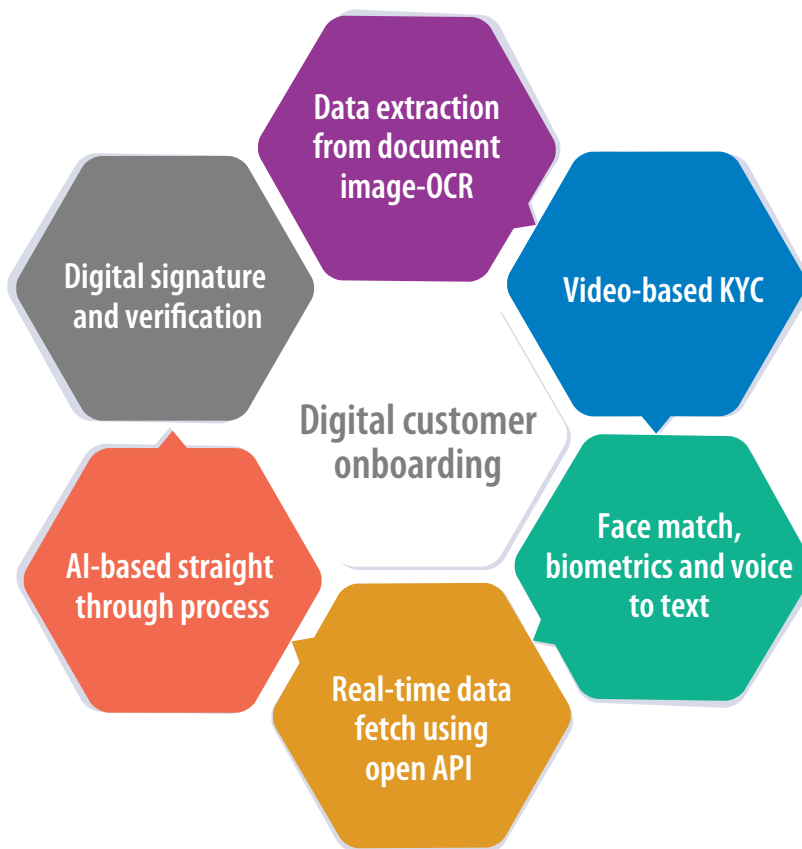 Data extraction
from document
image-OCR
Video-based KYC
Face match,
biometrics and voice
to text
Real-time data
fetch using
open API
AI-based straight
through process
Digital signature
and verification
Digital customer
onboarding